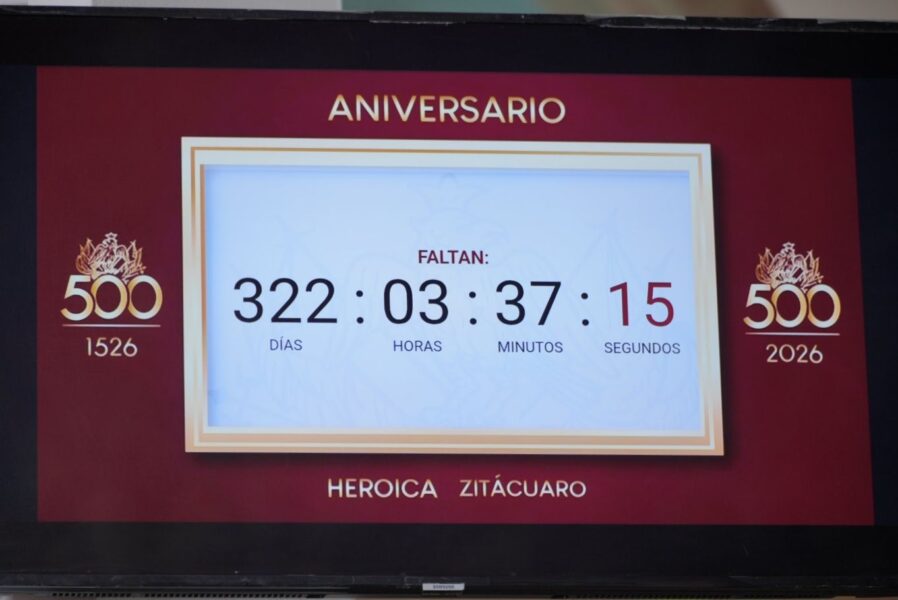 ANIVERSARIO
FALTAN:
322 : 03 : 37 : 15
DÍAS HORAS MINUTOS SEGUNDOS
500
1526
500
2026
HEROICA ZITÁCUARO